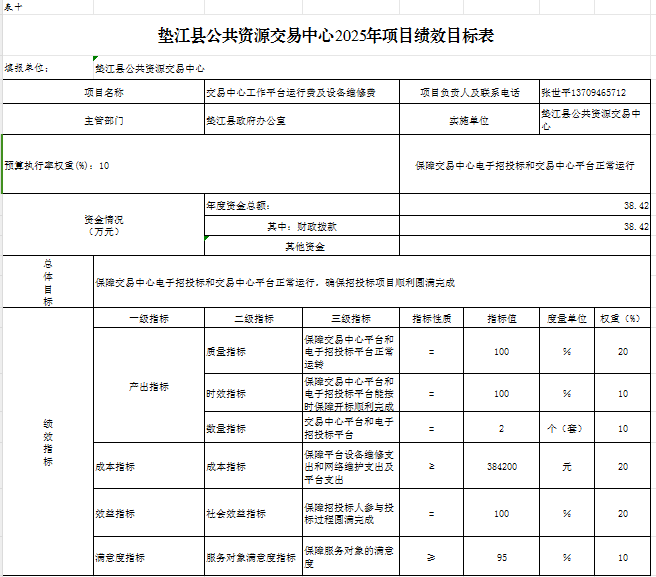 表十
垫江县公共资源交易中心2025年项目绩效目标表
填报单位： 垫江县公共资源交易中心
项目名称 交易中心工作平台运行费及设备维修费 项目负责人及联系电话 张世平13709465712
主管部门 垫江县政府办公室 实施单位 垫江县公共资源交易中
心
预算执行率权重(%)：10 保障交易中心电子招投标和交易中心平台正常运行
资金情况
（万元）
年度资金总额： 38.42
其中：财政拨款 38.42
其他资金
总
体
目
标
保障交易中心电子招投标和交易中心平台正常运行，确保招投标项目顺利圆满完成
绩
效
指
标
一级指标 二级指标 三级指标 指标性质 指标值 度量单位 权重（%）
产出指标
质量指标 保障交易中心平台和
电子招投标平台正常
运转 = 100 % 20
时效指标 保障交易中心平台和
电子招投标平台能按
时保障开标顺利完成 = 100 % 10
数量指标 交易中心平台和电子
招投标平台 = 2 个（套） 10
成本指标 成本指标 保障平台设备维修支
出和网络维护支出及
平台支出 ≥ 384200 元 20
效益指标 社会效益指标 保障招投标人参与投
标过程圆满完成 = 100 % 20
满意度指标 服务对象满意度指标 保障服务对象的满意
度 ≥ 95 % 10